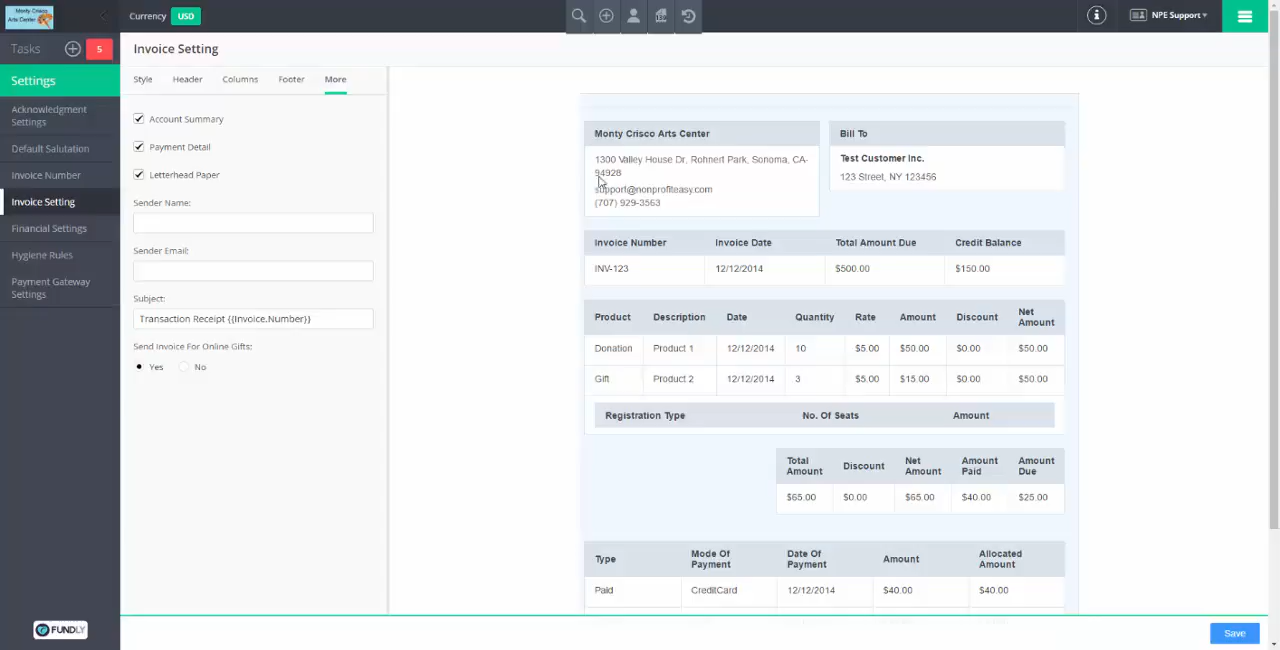 Monty Crisco
Arts Center
Currency USD
NPE Support
Tasks 5
Invoice Setting
Settings
Style Header Columns Footer More
Acknowledgment
Settings
Default Salutation
Invoice Number
Invoice Setting
Financial Settings
Hygiene Rules
Payment Gateway
Settings
FUNDLY
Account Summary
Payment Detail
Letterhead Paper
Sender Name:
Sender Email:
Subject:
Transaction Receipt {{Invoice.Number}}
Send Invoice For Online Gifts:
Yes No
Monty Crisco Arts Center
1300 Valley House Dr, Rohnert Park, Sonoma, CA-
94928
support@nonprofiteasy.com
(707) 929-3563
Bill To
Test Customer Inc.
123 Street, NY 123456
Invoice Number Invoice Date Total Amount Due Credit Balance
INV-123 12/12/2014 $500.00 $150.00
Product Description Date Quantity Rate Amount Discount Net Amount
Donation Product 1 12/12/2014 10 $5.00 $50.00 $0.00 $50.00
Gift Product 2 12/12/2014 3 $5.00 $15.00 $0.00 $50.00
Registration Type No. Of Seats Amount
Total Amount Discount Net Amount Amount Paid Amount Due
$65.00 $0.00 $65.00 $40.00 $25.00
Type Mode Of Payment Date Of Payment Amount Allocated Amount
Paid CreditCard 12/12/2014 $40.00 $40.00
Save